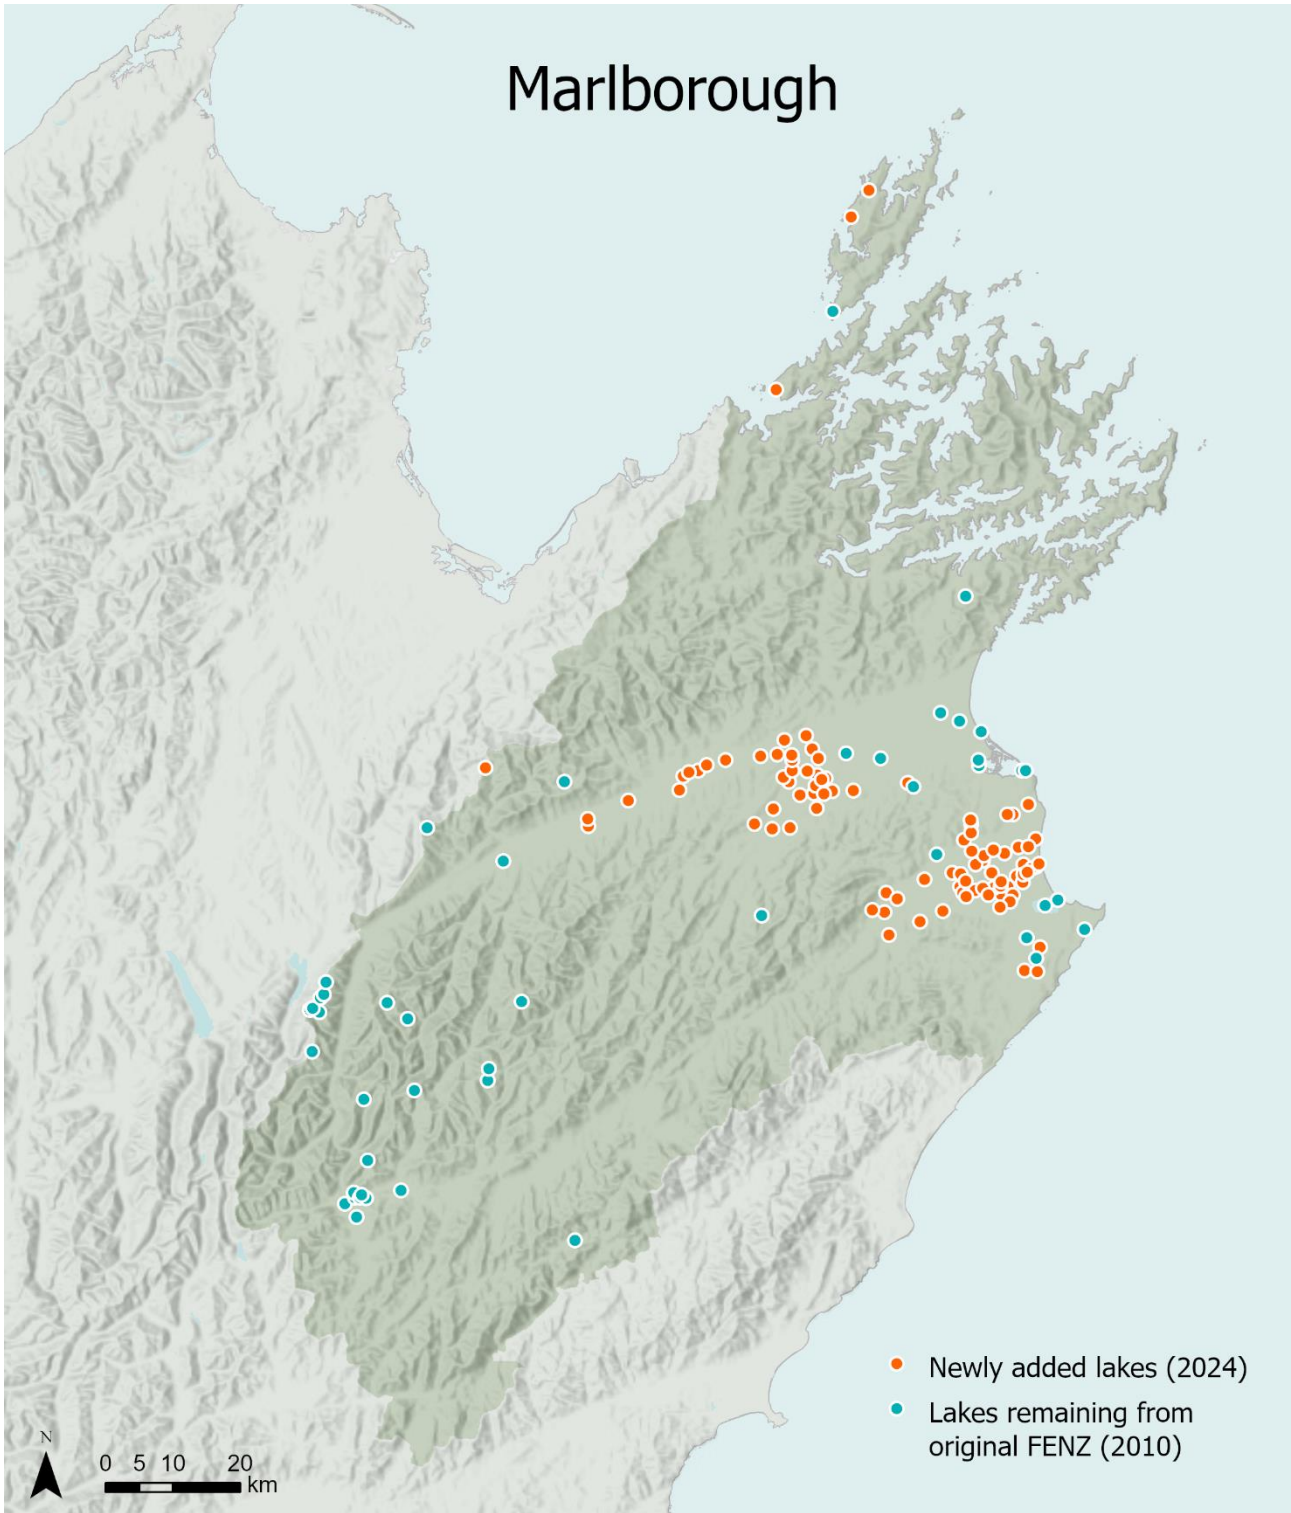 Marlborough
Newly added lakes (2024)
Lakes remaining from
original FENZ (2010)
N
0 5 10 20
km